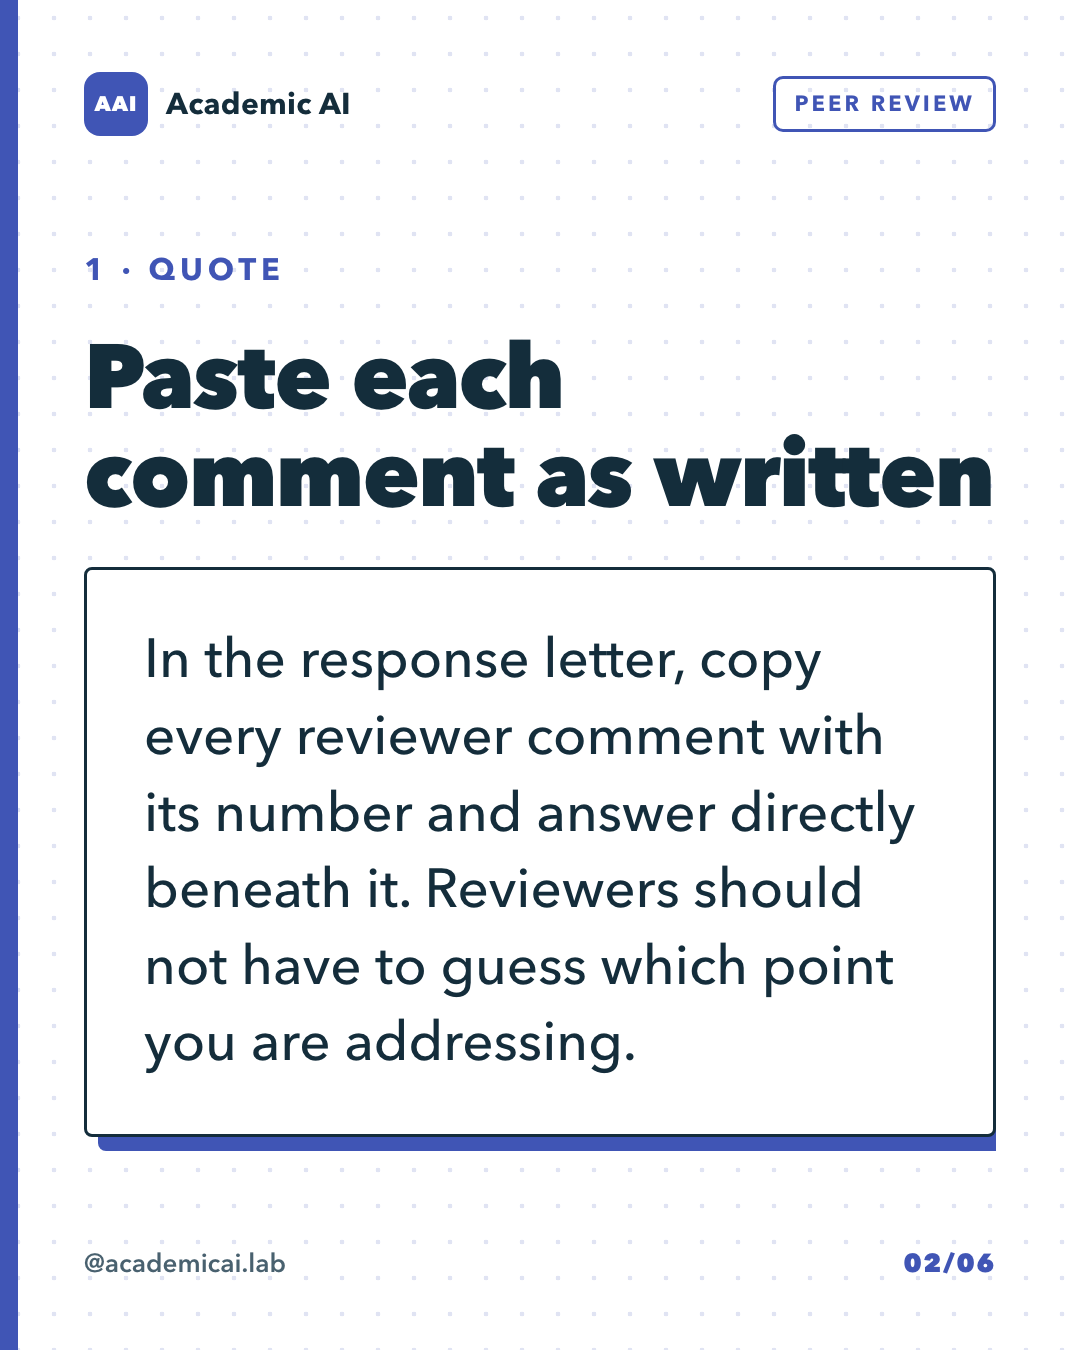 AAI
Academic AI
PEER REVIEW
1 · QUOTE
Paste each
comment as written
In the response letter, copy
every reviewer comment with
its number and answer directly
beneath it. Reviewers should
not have to guess which point
you are addressing.
@academicai.lab
02/06